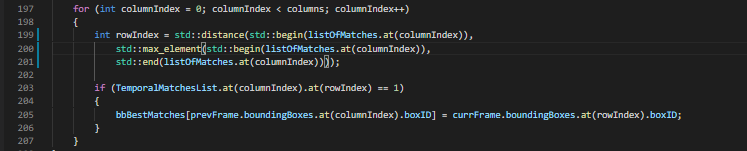 197 for (int columnIndex = 0; columnIndex < columns; columnIndex++)
198 {
199 int rowIndex = std::distance(std::begin(listOfMatches.at(columnIndex)),
200 std::max_element(std::begin(listOfMatches.at(columnIndex)),
201 std::end(listOfMatches.at(columnIndex))));
202
203 if (TemporalMatchesList.at(columnIndex).at(rowIndex) == 1)
204 {
205 bbBestMatches[prevFrame.boundingBoxes.at(columnIndex).boxID] = currFrame.boundingBoxes.at(rowIndex).boxID;
206 }
207 }